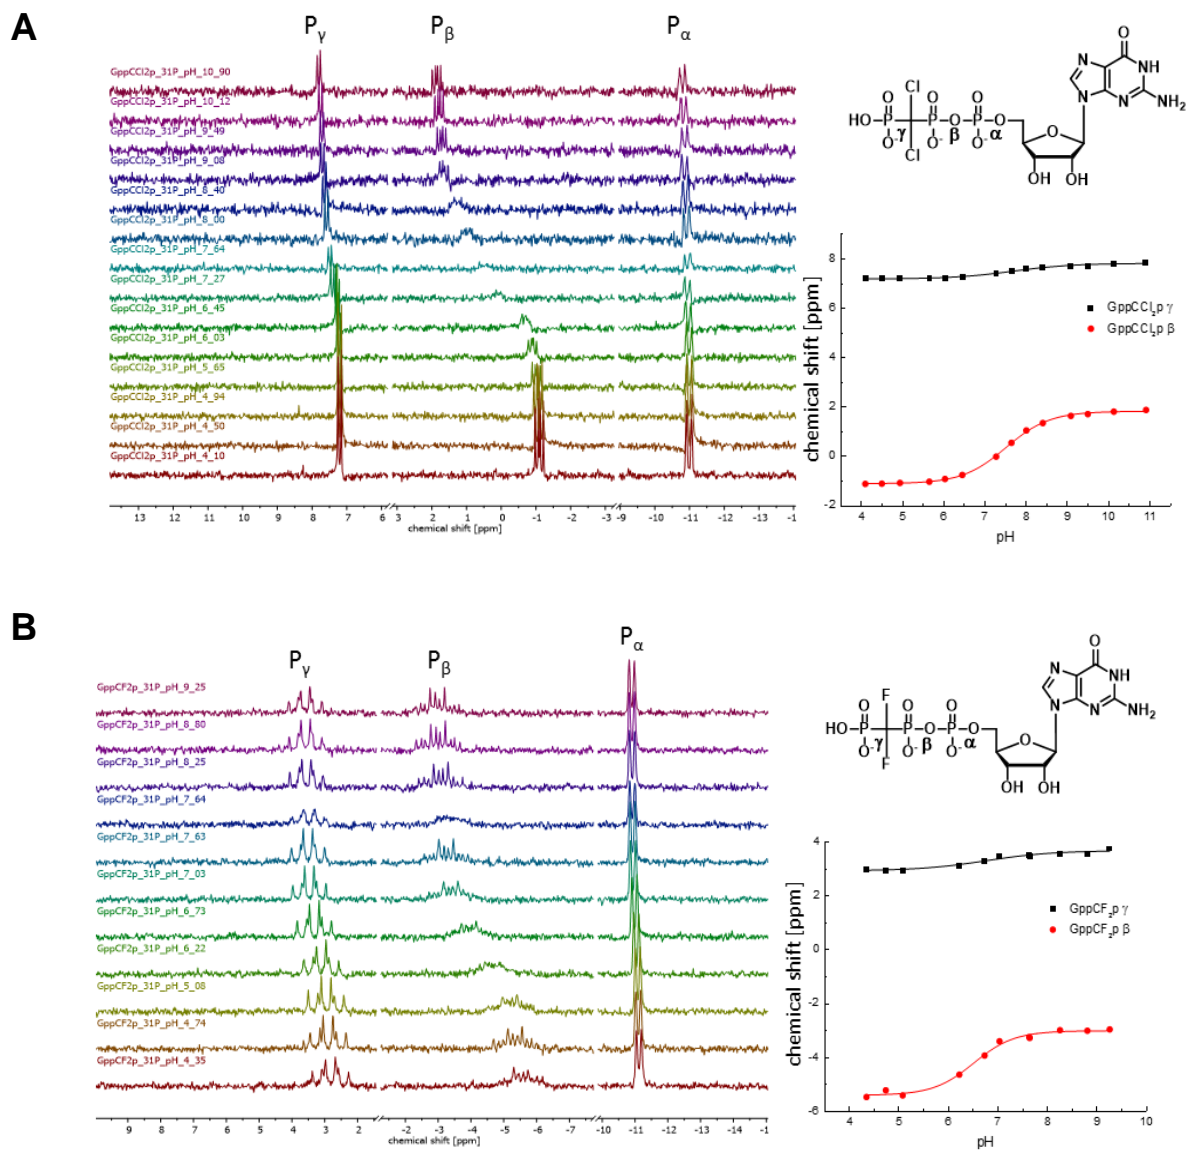 A
Pγ Pβ Pα
GppCCl2p_31P_pH_10_90
GppCCl2p_31P_pH_10_12
GppCCl2p_31P_pH_9_49
GppCCl2p_31P_pH_9_08
GppCCl2p_31P_pH_8_40
GppCCl2p_31P_pH_8_00
GppCCl2p_31P_pH_7_64
GppCCl2p_31P_pH_7_27
GppCCl2p_31P_pH_6_45
GppCCl2p_31P_pH_6_03
GppCCl2p_31P_pH_5_65
GppCCl2p_31P_pH_4_94
GppCCl2p_31P_pH_4_50
GppCCl2p_31P_pH_4_10
13 12 11 10 9 8 7 6 3 2 1 0 -1 -2 -3 -9 -10 -11 -12 -13 -1
chemical shift [ppm]
O
N NH
N N NH2
Cl
O O O
HO P γ P O P O
O- O- β O- α
Cl
O
OH OH
chemical shift [ppm]
8
6
4
2
0
-2
GppCCl2p γ
GppCCl2p β
4 5 6 7 8 9 10 11
pH
B
Pγ Pβ Pα
GppCF2p_31P_pH_9_25
GppCF2p_31P_pH_8_80
GppCF2p_31P_pH_8_25
GppCF2p_31P_pH_7_64
GppCF2p_31P_pH_7_63
GppCF2p_31P_pH_7_03
GppCF2p_31P_pH_6_73
GppCF2p_31P_pH_6_22
GppCF2p_31P_pH_5_08
GppCF2p_31P_pH_4_74
GppCF2p_31P_pH_4_35
9 8 7 6 5 4 3 2 -2 -3 -4 -5 -6 -7 -10 -11 -12 -13 -14 -1
chemical shift [ppm]
O
N NH
N N NH2
F
O O O
HO P γ P O P O
O- O- β O- α
F
O
OH OH
chemical shift [ppm]
4
2
0
-2
-4
-6
GppCF2p γ
GppCF2p β
4 5 6 7 8 9 10
pH